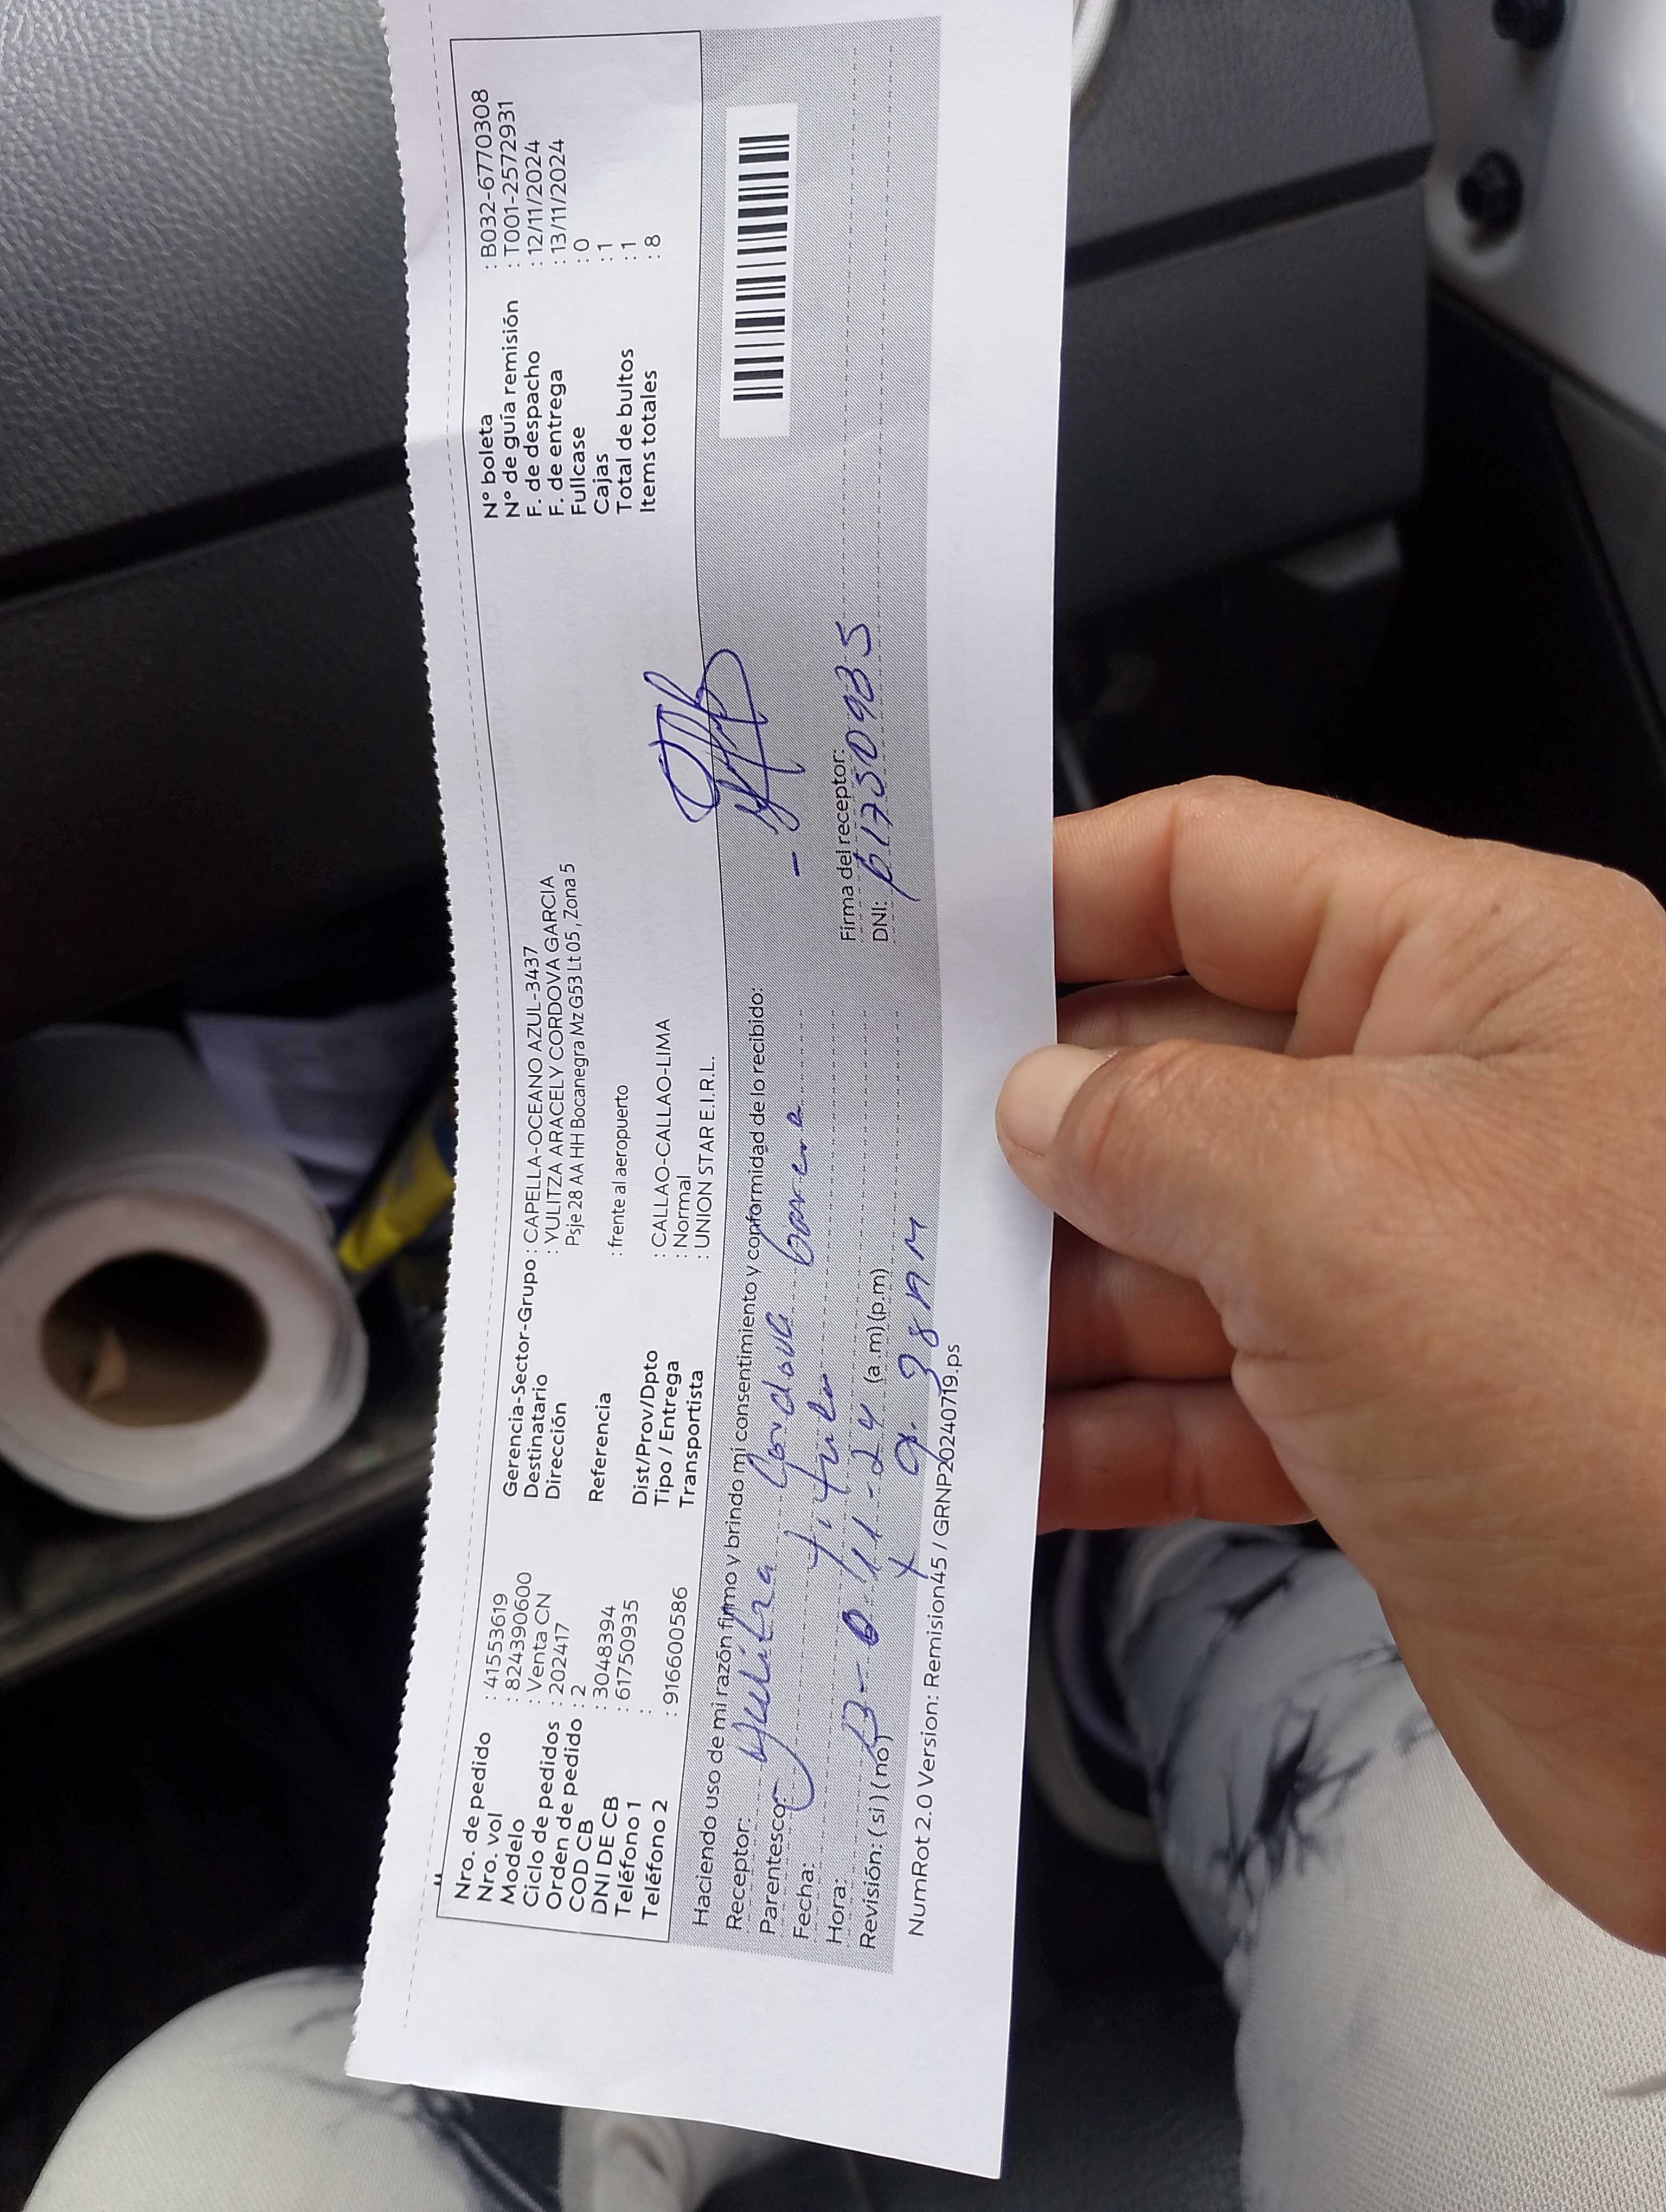 Nro. de pedido : 41553619
Nro. vol : 824390600
Modelo : Venta CN
Ciclo de pedidos : 202417
Orden de pedido : 2
COD CB : 3048394
DNI DE CB : 61750935
Teléfono 1 :
Teléfono 2 : 916600586
Gerencia-Sector-Grupo : CAPELLA-OCEANO AZUL-3437
Destinatario : YULITZA ARACELY CORDOVA GARCIA
Dirección Psje 28 AA HH Bocanegra Mz G53 Lt 05 , Zona 5
Referencia : frente al aeropuerto
Dist/Prov/Dpto : CALLAO-CALLAO-LIMA
Tipo / Entrega : Normal
Transportista : UNION STAR E.I.R.L.
N° boleta : B032-6770308
N° de guía remisión : T001-2572931
F. de despacho : 12/11/2024
F. de entrega : 13/11/2024
Fullcase : 0
Cajas : 1
Total de bultos : 1
Items totales : 8
Haciendo uso de mi razón firmo y brindo mi consentimiento y conformidad de lo recibido:
Receptor: Yulitza Cordova
Parentesco: titular
Fecha: 13-11-24
Hora: (a.m) (p.m)
Revisión: ( si ) ( no )
Firma del receptor:
DNI: 61750935
NumRot 2.0 Version: Remision45 / GRNP20240719.ps